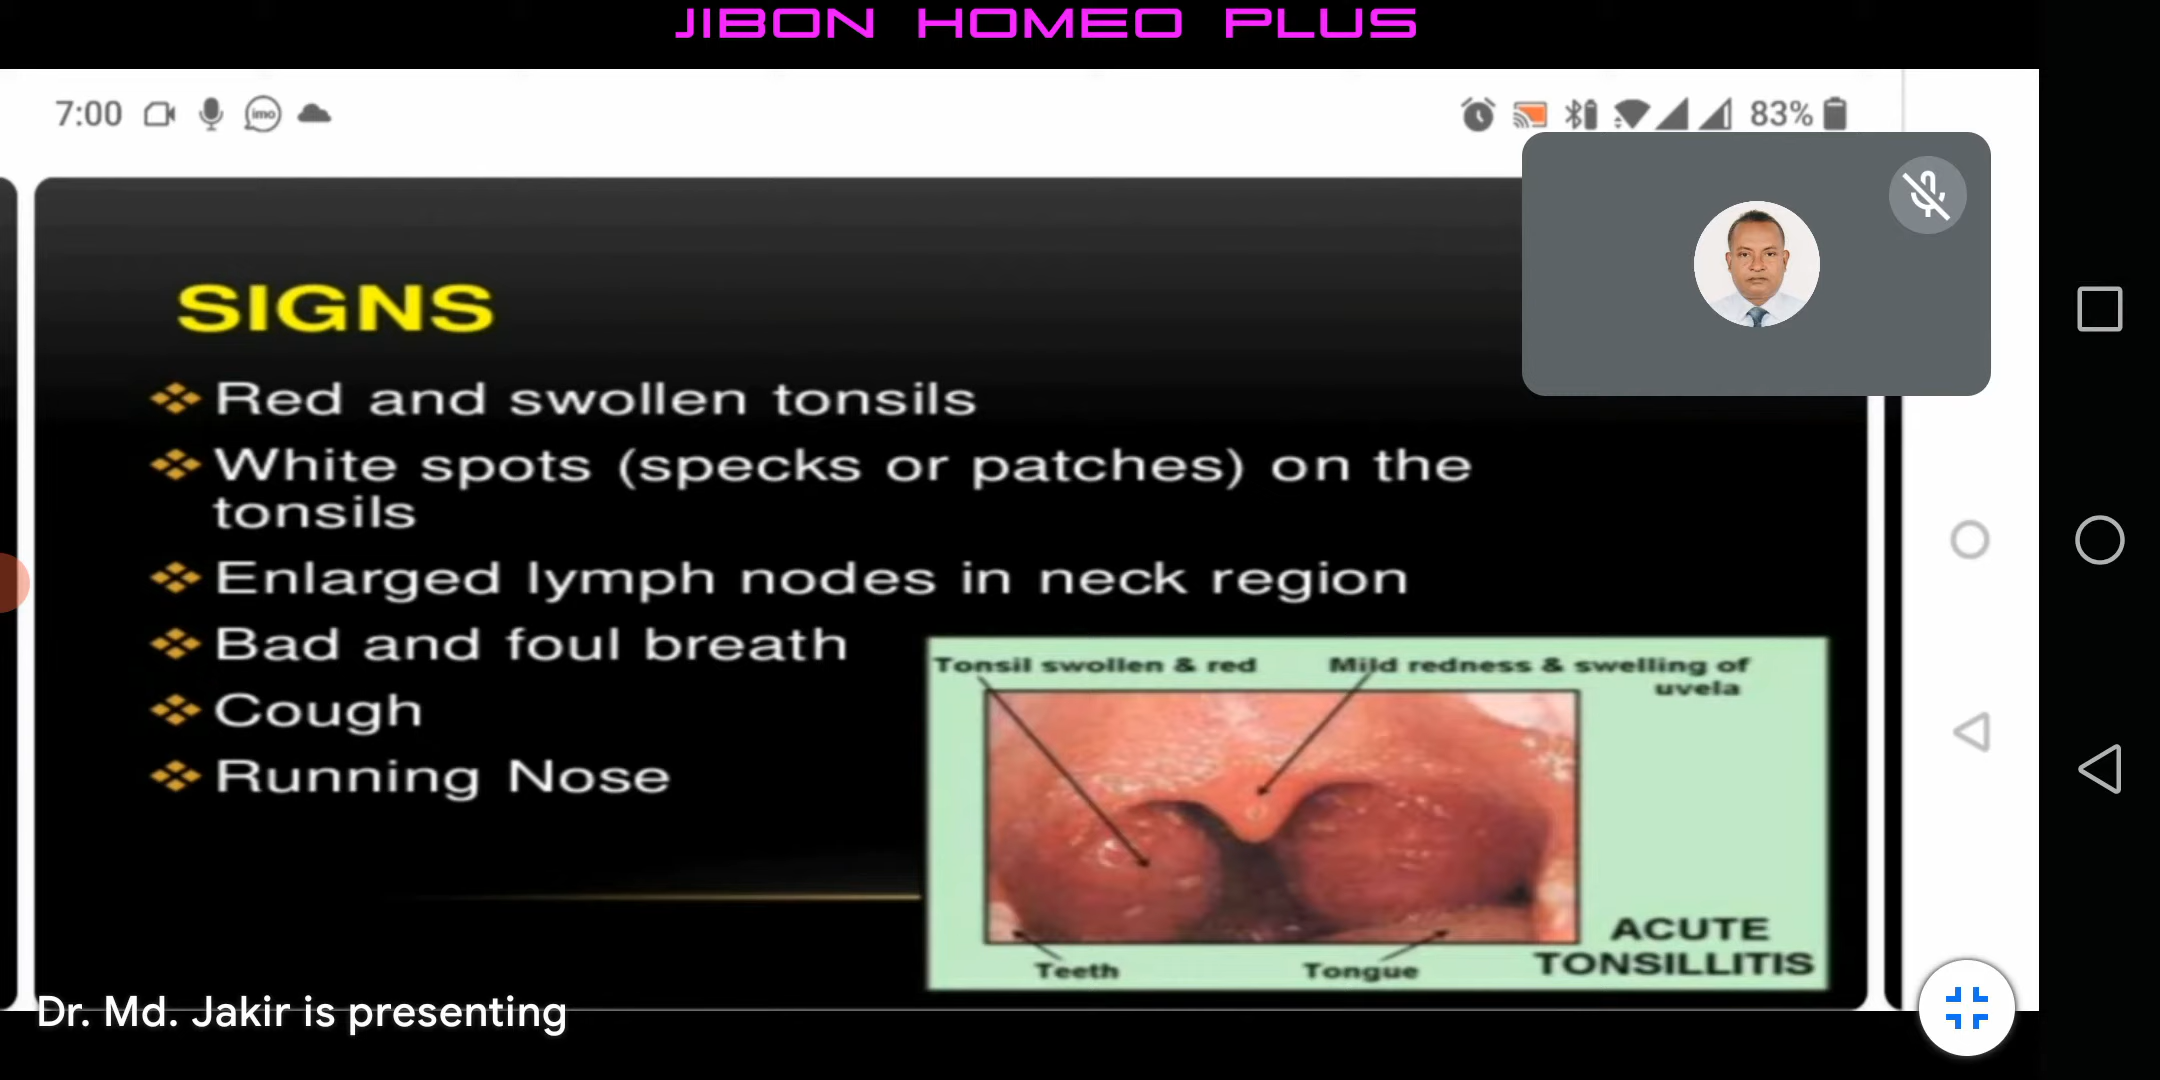 JIBON HOMEO PLUS
7:00
imo
83%
SIGNS
Red and swollen tonsils
White spots (specks or patches) on the
tonsils
Enlarged lymph nodes in neck region
Bad and foul breath
Cough
Running Nose
Tonsil swollen & red
Mild redness & swelling of
uvela
Teeth
Tongue
ACUTE
TONSILLITIS
Dr. Md. Jakir is presenting